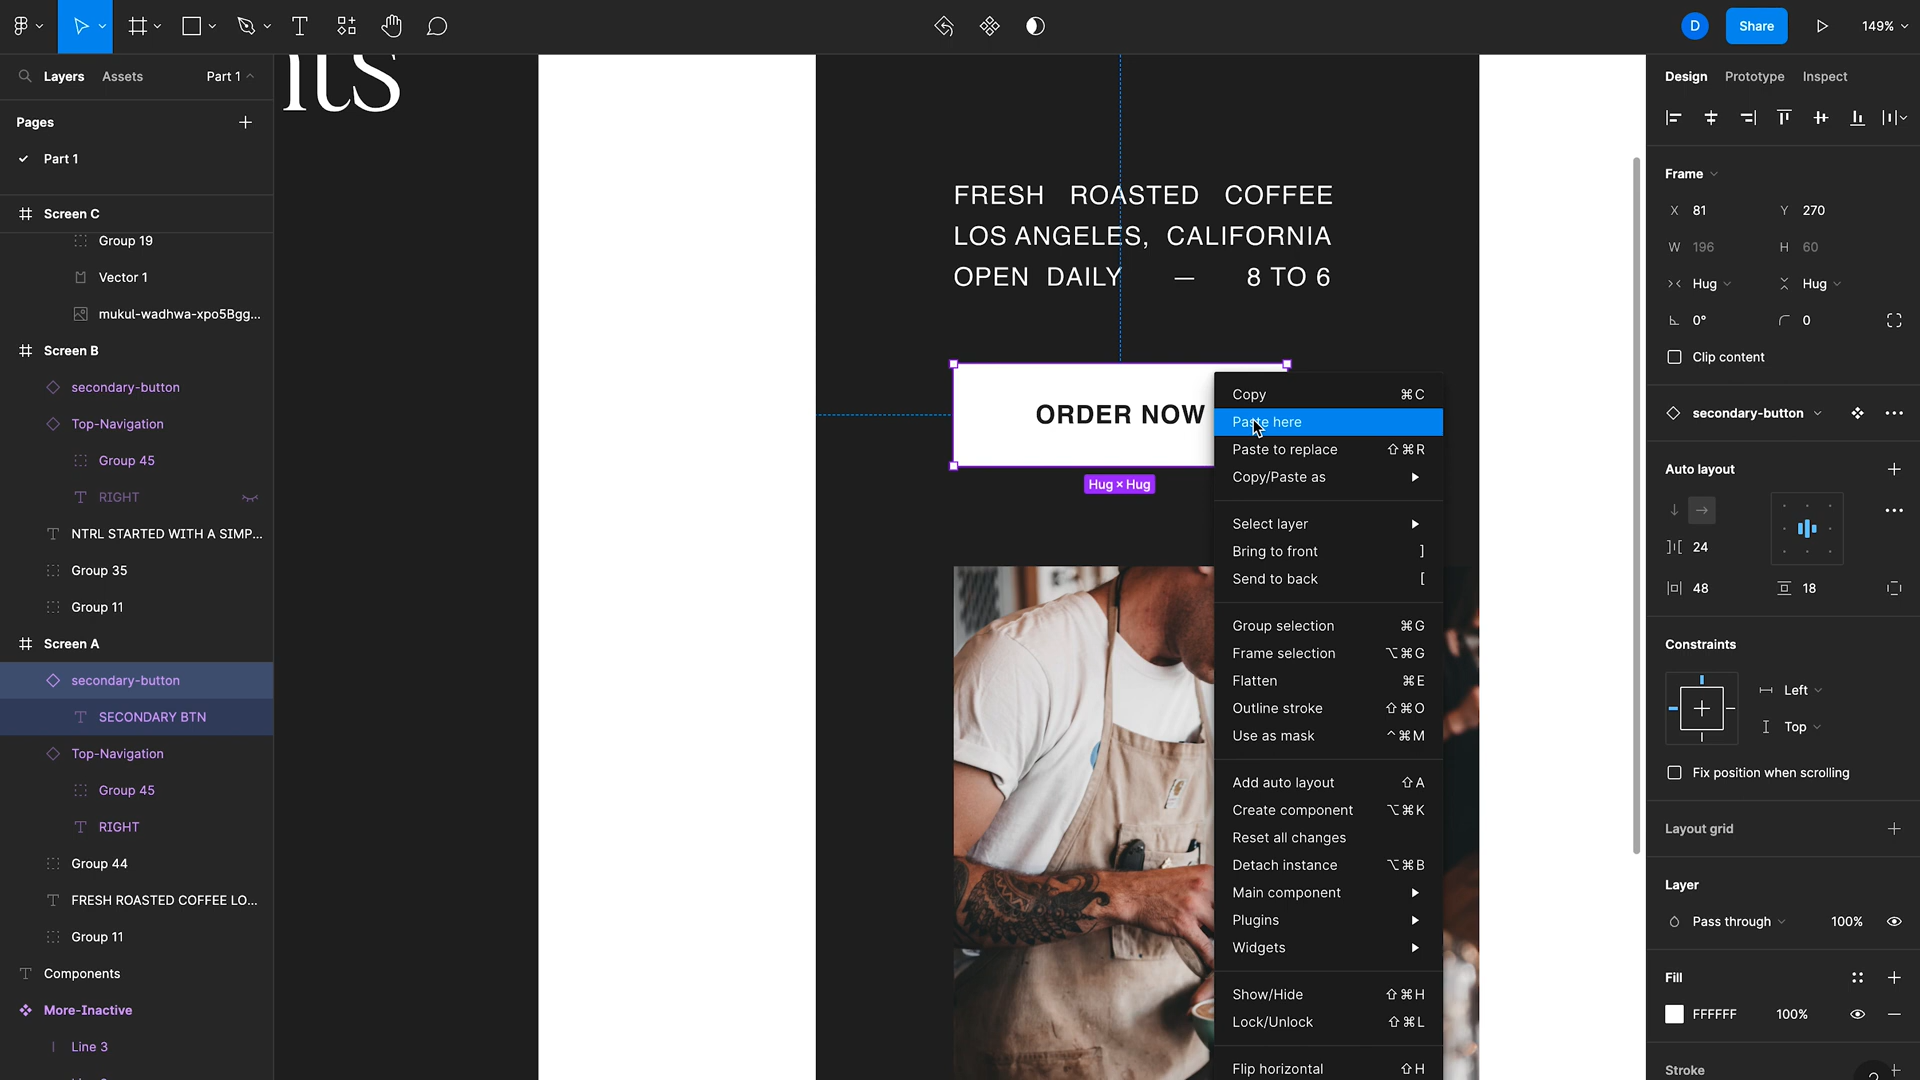 D
Share
149%
Layers
Assets
Part 1
Pages
Part 1
Screen C
Group 19
Vector 1
mukul-wadhwa-xpo5Bgg...
Screen B
secondary-button
Top-Navigation
Group 45
RIGHT
NTRL STARTED WITH A SIMP...
Group 35
Group 11
Screen A
secondary-button
SECONDARY BTN
Top-Navigation
Group 45
RIGHT
Group 44
FRESH ROASTED COFFEE LO...
Group 11
Components
More-Inactive
Line 3
its
FRESH ROASTED COFFEE
LOS ANGELES, CALIFORNIA
OPEN DAILY — 8 TO 6
ORDER NOW
Hug × Hug
Copy ⌘C
Paste here
Paste to replace ⇧⌘R
Copy/Paste as
Select layer
Bring to front ]
Send to back [
Group selection ⌘G
Frame selection ⌥⌘G
Flatten ⌘E
Outline stroke ⇧⌘O
Use as mask ^⌘M
Add auto layout ⇧A
Create component ⌥⌘K
Reset all changes
Detach instance ⌥⌘B
Main component
Plugins
Widgets
Show/Hide ⇧⌘H
Lock/Unlock ⇧⌘L
Flip horizontal ⇧H
Design
Prototype
Inspect
Frame
X 81 Y 270
W 196 H 60
Hug Hug
0° 0
Clip content
secondary-button
Auto layout
24
48 18
Constraints
Left
Top
Fix position when scrolling
Layout grid
Layer
Pass through 100%
Fill
FFFFFF 100%
Stroke